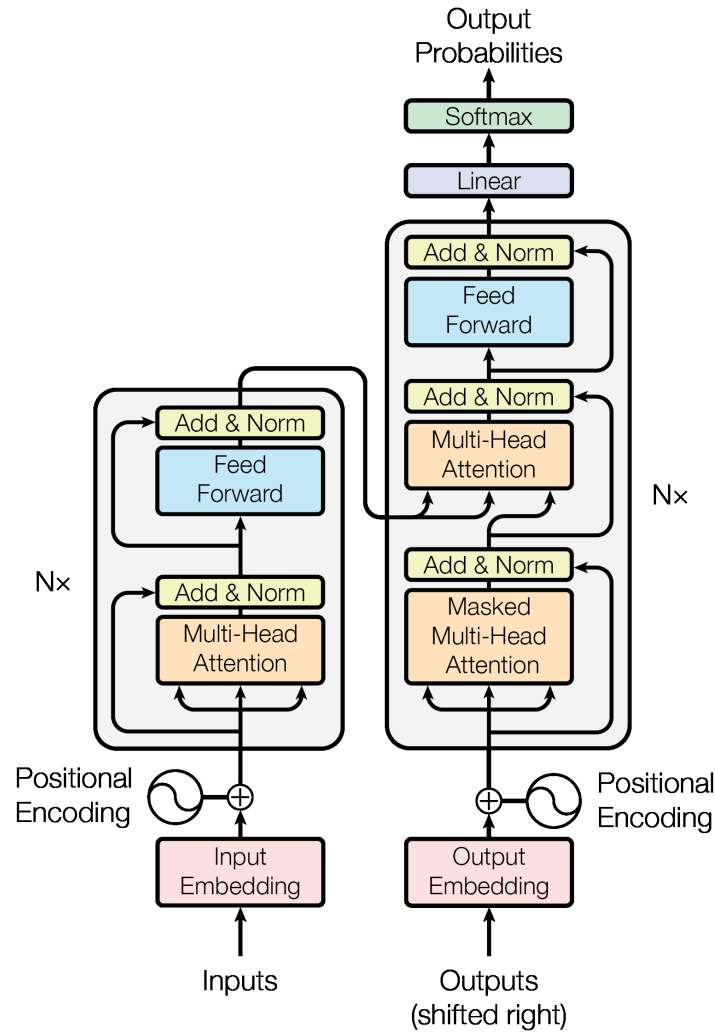 Output
Probabilities
Softmax
Linear
Add & Norm
Feed
Forward
Add & Norm
Multi-Head
Attention
N×
Add & Norm
Masked
Multi-Head
Attention
Add & Norm
Feed
Forward
N×
Add & Norm
Multi-Head
Attention
Positional
Encoding
Positional
Encoding
Input
Embedding
Output
Embedding
Inputs
Outputs
(shifted right)